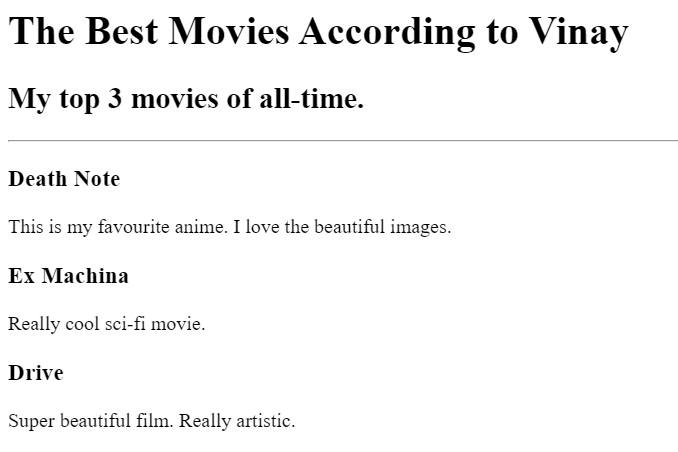 The Best Movies According to Vinay
My top 3 movies of all-time.
Death Note
This is my favourite anime. I love the beautiful images.
Ex Machina
Really cool sci-fi movie.
Drive
Super beautiful film. Really artistic.